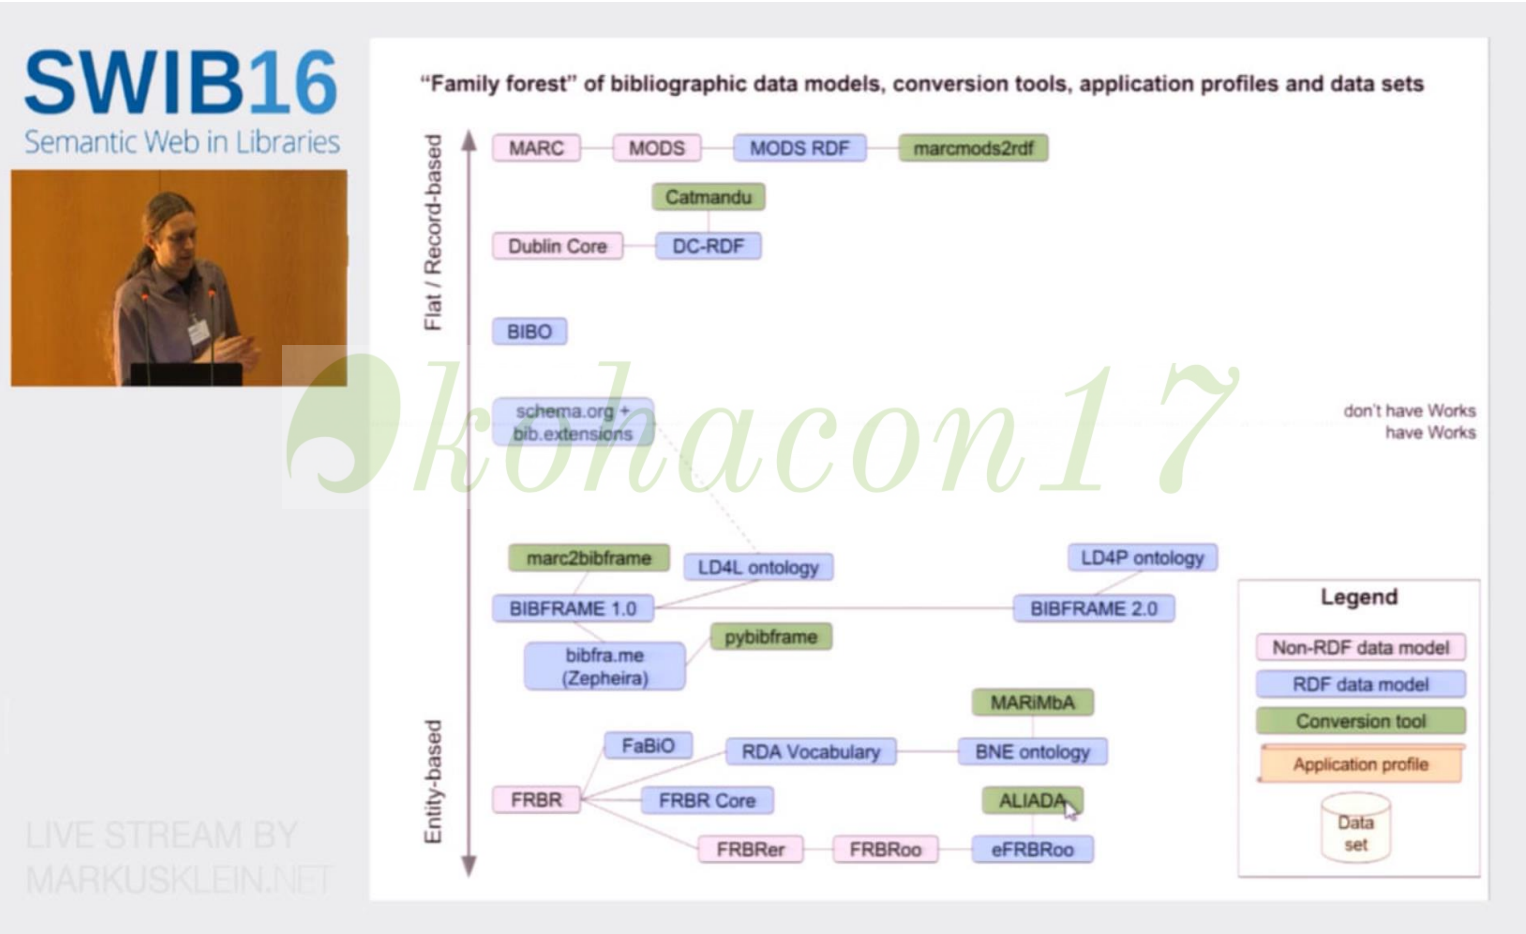 SWIB16
Semantic Web in Libraries
“Family forest” of bibliographic data models, conversion tools, application profiles and data sets
Flat / Record-based
MARC
MODS
MODS RDF
marcmods2rdf
Catmandu
Dublin Core
DC-RDF
BIBO
schema.org +
bib.extensions
don't have Works
have Works
kohacon17
marc2bibframe
LD4L ontology
LD4P ontology
BIBFRAME 1.0
BIBFRAME 2.0
pybibframe
bibfra.me
(Zepheira)
Entity-based
MARiMbA
FaBiO
RDA Vocabulary
BNE ontology
FRBR
FRBR Core
ALIADA
FRBRer
FRBRoo
eFRBRoo
Legend
Non-RDF data model
RDF data model
Conversion tool
Application profile
Data
set
LIVE STREAM BY
MARKUSKLEIN.NET